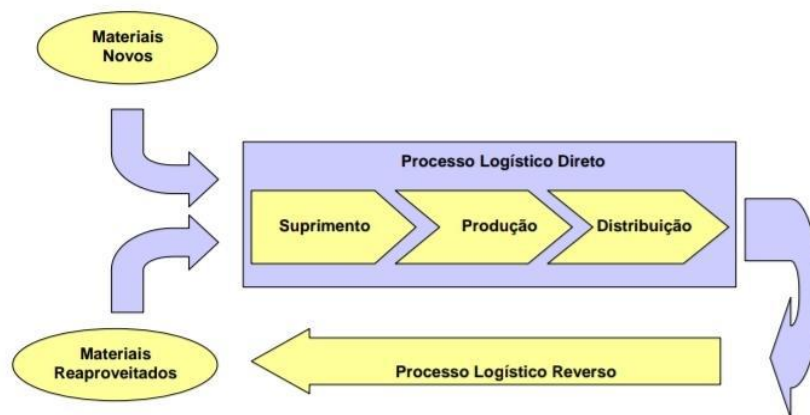 Materiais
Novos
Processo Logístico Direto
Suprimento
Produção
Distribuição
Materiais
Reaproveitados
Processo Logístico Reverso